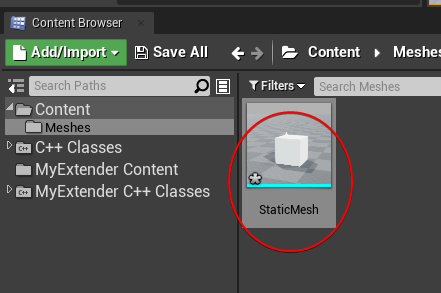 Content Browser
Add/Import
Save All
Content
Meshes
Search Paths
Filters
Search Meshes
Content
Meshes
C++ Classes
MyExtender Content
MyExtender C++ Classes
StaticMesh